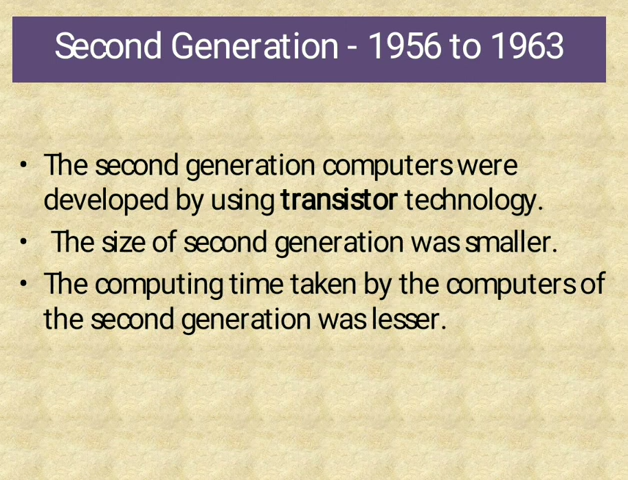 Second Generation - 1956 to 1963
• The second generation computers were
developed by using transistor technology.
• The size of second generation was smaller.
• The computing time taken by the computers of
the second generation was lesser.